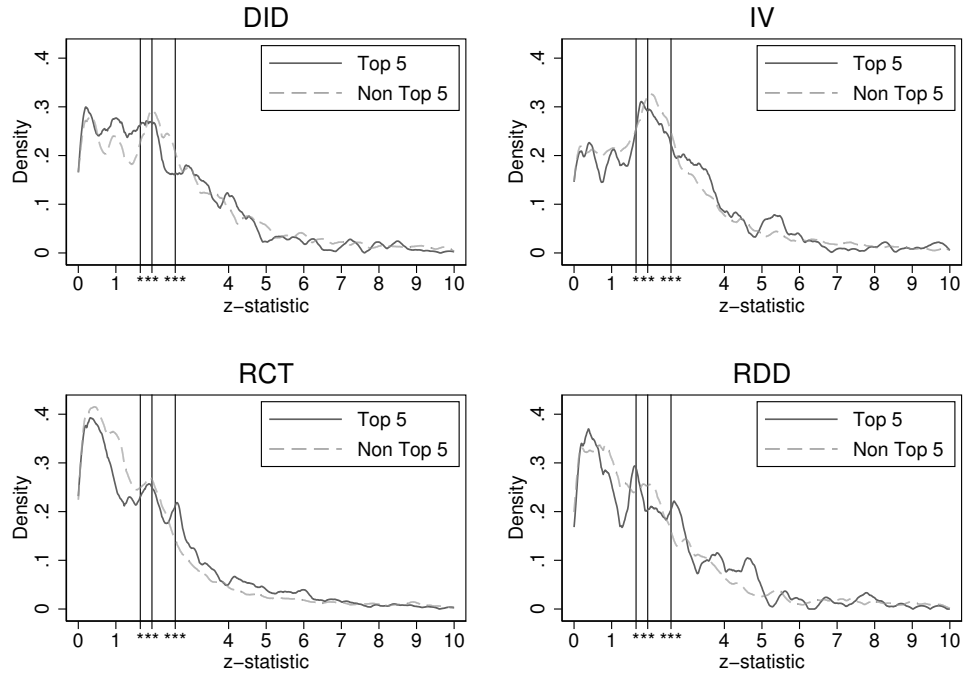 DID
Density
.4
.3
.2
.1
0
Top 5
Non Top 5
0 1 *** *** 4 5 6 7 8 9 10
z−statistic
IV
Density
.4
.3
.2
.1
0
Top 5
Non Top 5
0 1 *** *** 4 5 6 7 8 9 10
z−statistic
RCT
Density
.4
.3
.2
.1
0
Top 5
Non Top 5
0 1 *** *** 4 5 6 7 8 9 10
z−statistic
RDD
Density
.4
.3
.2
.1
0
Top 5
Non Top 5
0 1 *** *** 4 5 6 7 8 9 10
z−statistic